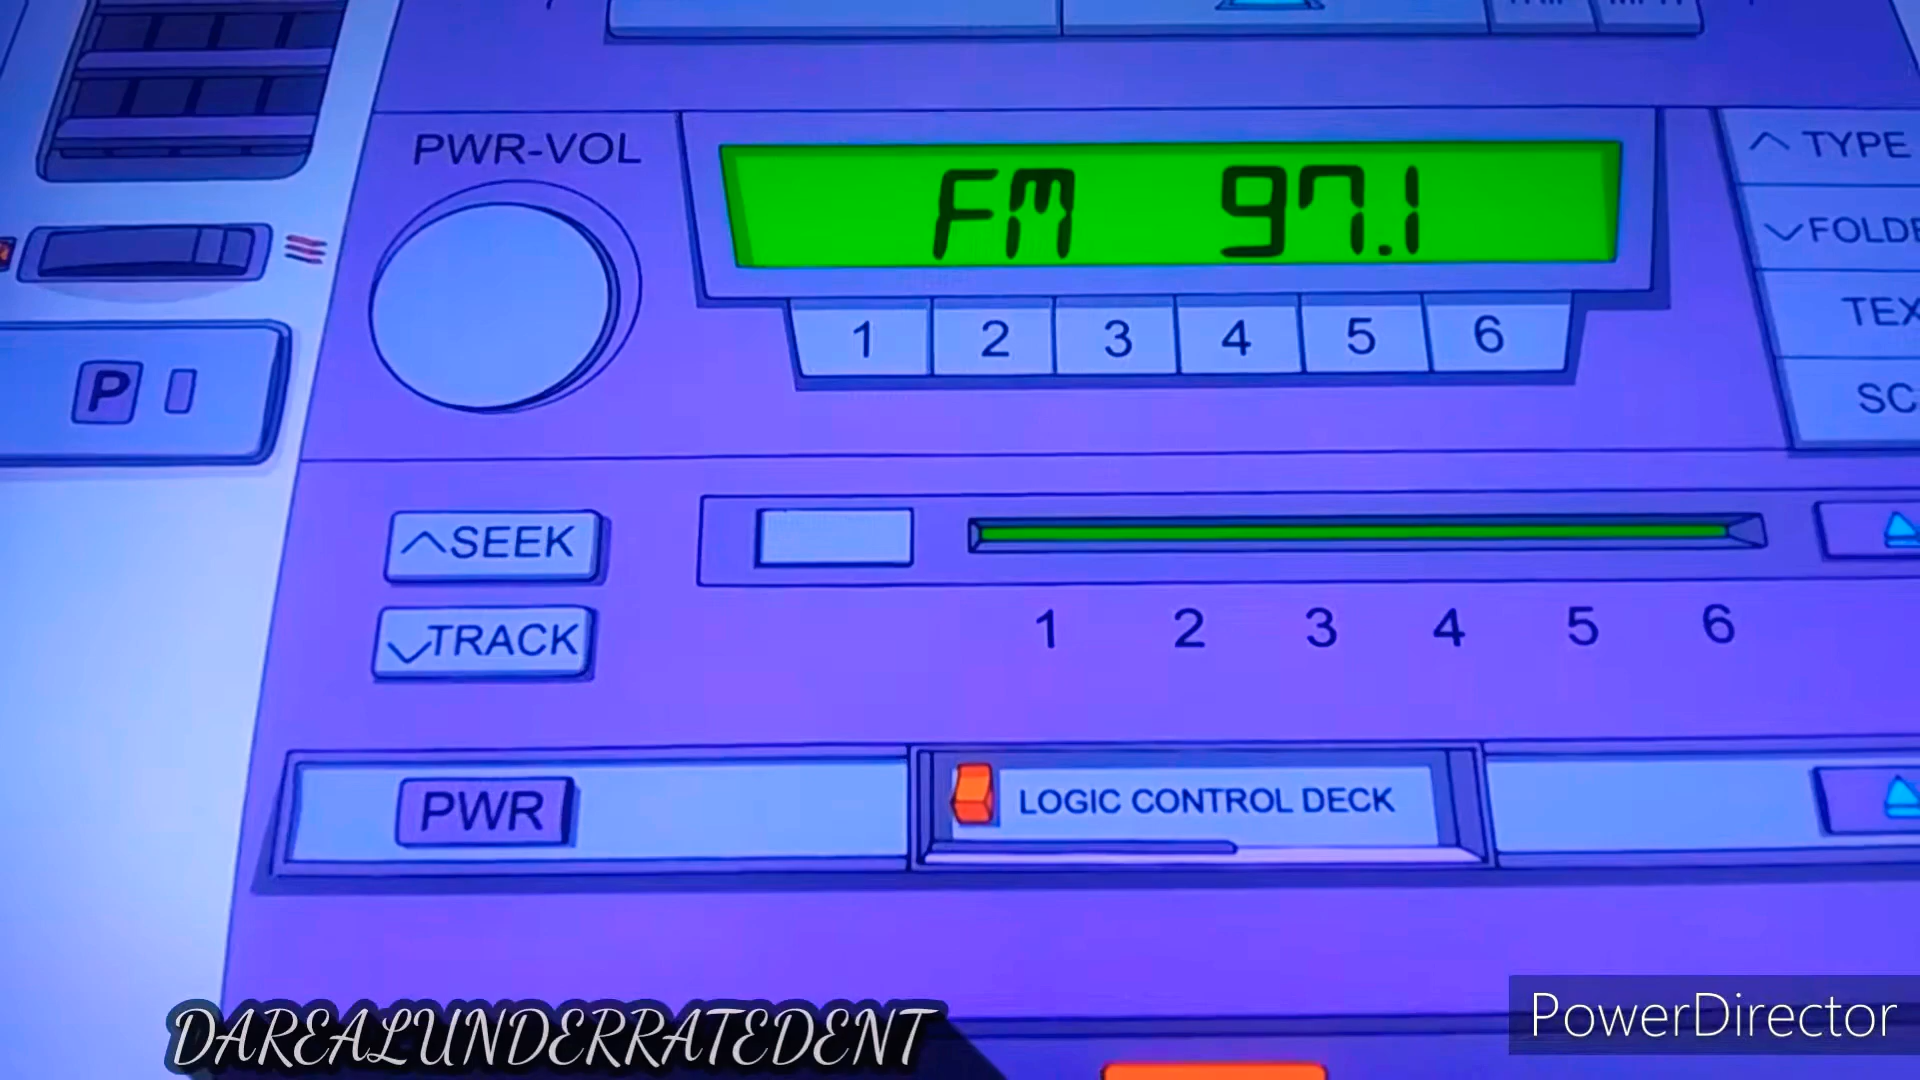 PWR-VOL
FM 97.1
TYPE
1 2 3 4 5 6
P
SEEK
TRACK
1 2 3 4 5 6
PWR
LOGIC CONTROL DECK
DAREALUNDERRATEDENT
PowerDirector